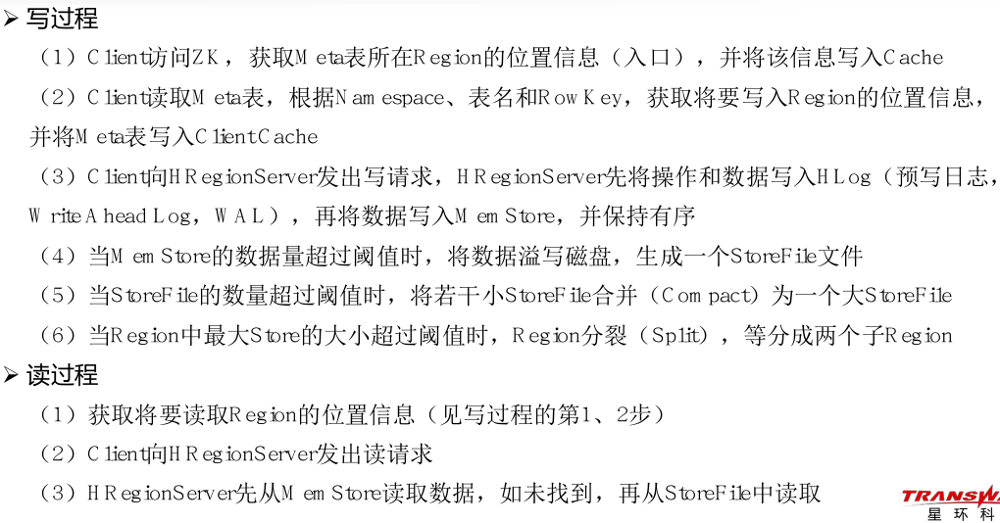 ➢ 写过程
（1）Client访问ZK，获取Meta表所在Region的位置信息（入口），并将该信息写入Cache
（2）Client读取Meta表，根据Namespace、表名和RowKey，获取将要写入Region的位置信息，
并将Meta表写入ClientCache
（3）Client向HRegionServer发出写请求，HRegionServer先将操作和数据写入HLog（预写日志，
Write Ahead Log，WAL），再将数据写入MemStore，并保持有序
（4）当MemStore的数据量超过阈值时，将数据溢写磁盘，生成一个StoreFile文件
（5）当StoreFile的数量超过阈值时，将若干小StoreFile合并（Compact）为一个大StoreFile
（6）当Region中最大Store的大小超过阈值时，Region分裂（Split），等分成两个子Region
➢ 读过程
（1）获取将要读取Region的位置信息（见写过程的第1、2步）
（2）Client向HRegionServer发出读请求
（3）HRegionServer先从MemStore读取数据，如未找到，再从StoreFile中读取
TRANSW
星环科